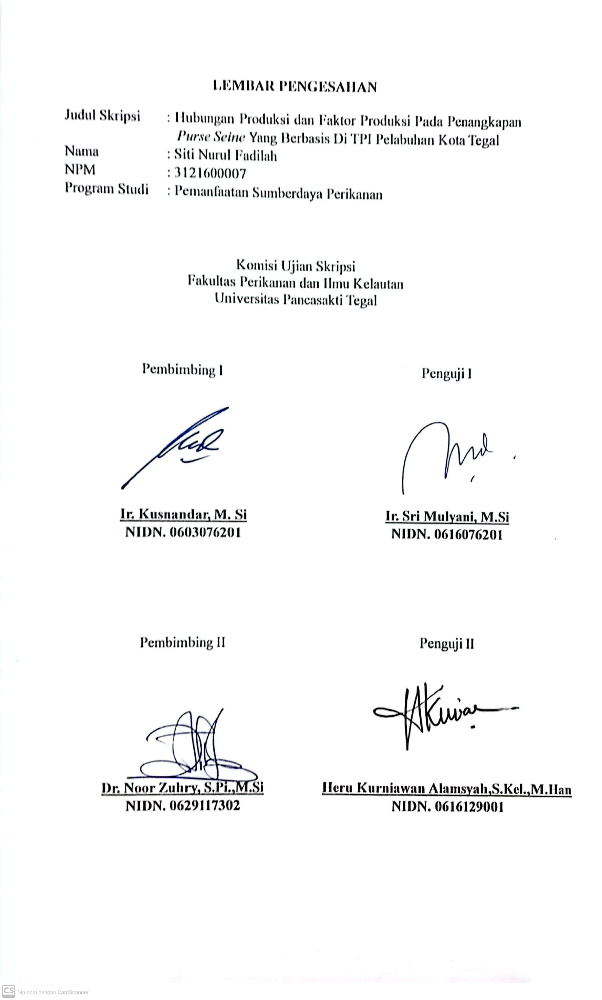 LEMBAR PENGESAHAN
Judul Skripsi : Hubungan Produksi dan Faktor Produksi Pada Penangkapan
Purse Seine Yang Berbasis Di TPI Pelabuhan Kota Tegal
Nama : Siti Nurul Fadilah
NPM : 3121600007
Program Studi : Pemanfaatan Sumberdaya Perikanan
Komisi Ujian Skripsi
Fakultas Perikanan dan Ilmu Kelautan
Universitas Pancasakti Tegal
Pembimbing I
Penguji I
Ir. Kusnandar, M. Si
NIDN. 0603076201
Ir. Sri Mulyani, M.Si
NIDN. 0616076201
Pembimbing II
Penguji II
Dr. Noor Zuhry, S.Pi.,M.Si
NIDN. 0629117302
Heru Kurniawan Alamsyah,S.Kel.,M.Han
NIDN. 0616129001
CS Dipindai dengan CamScanner